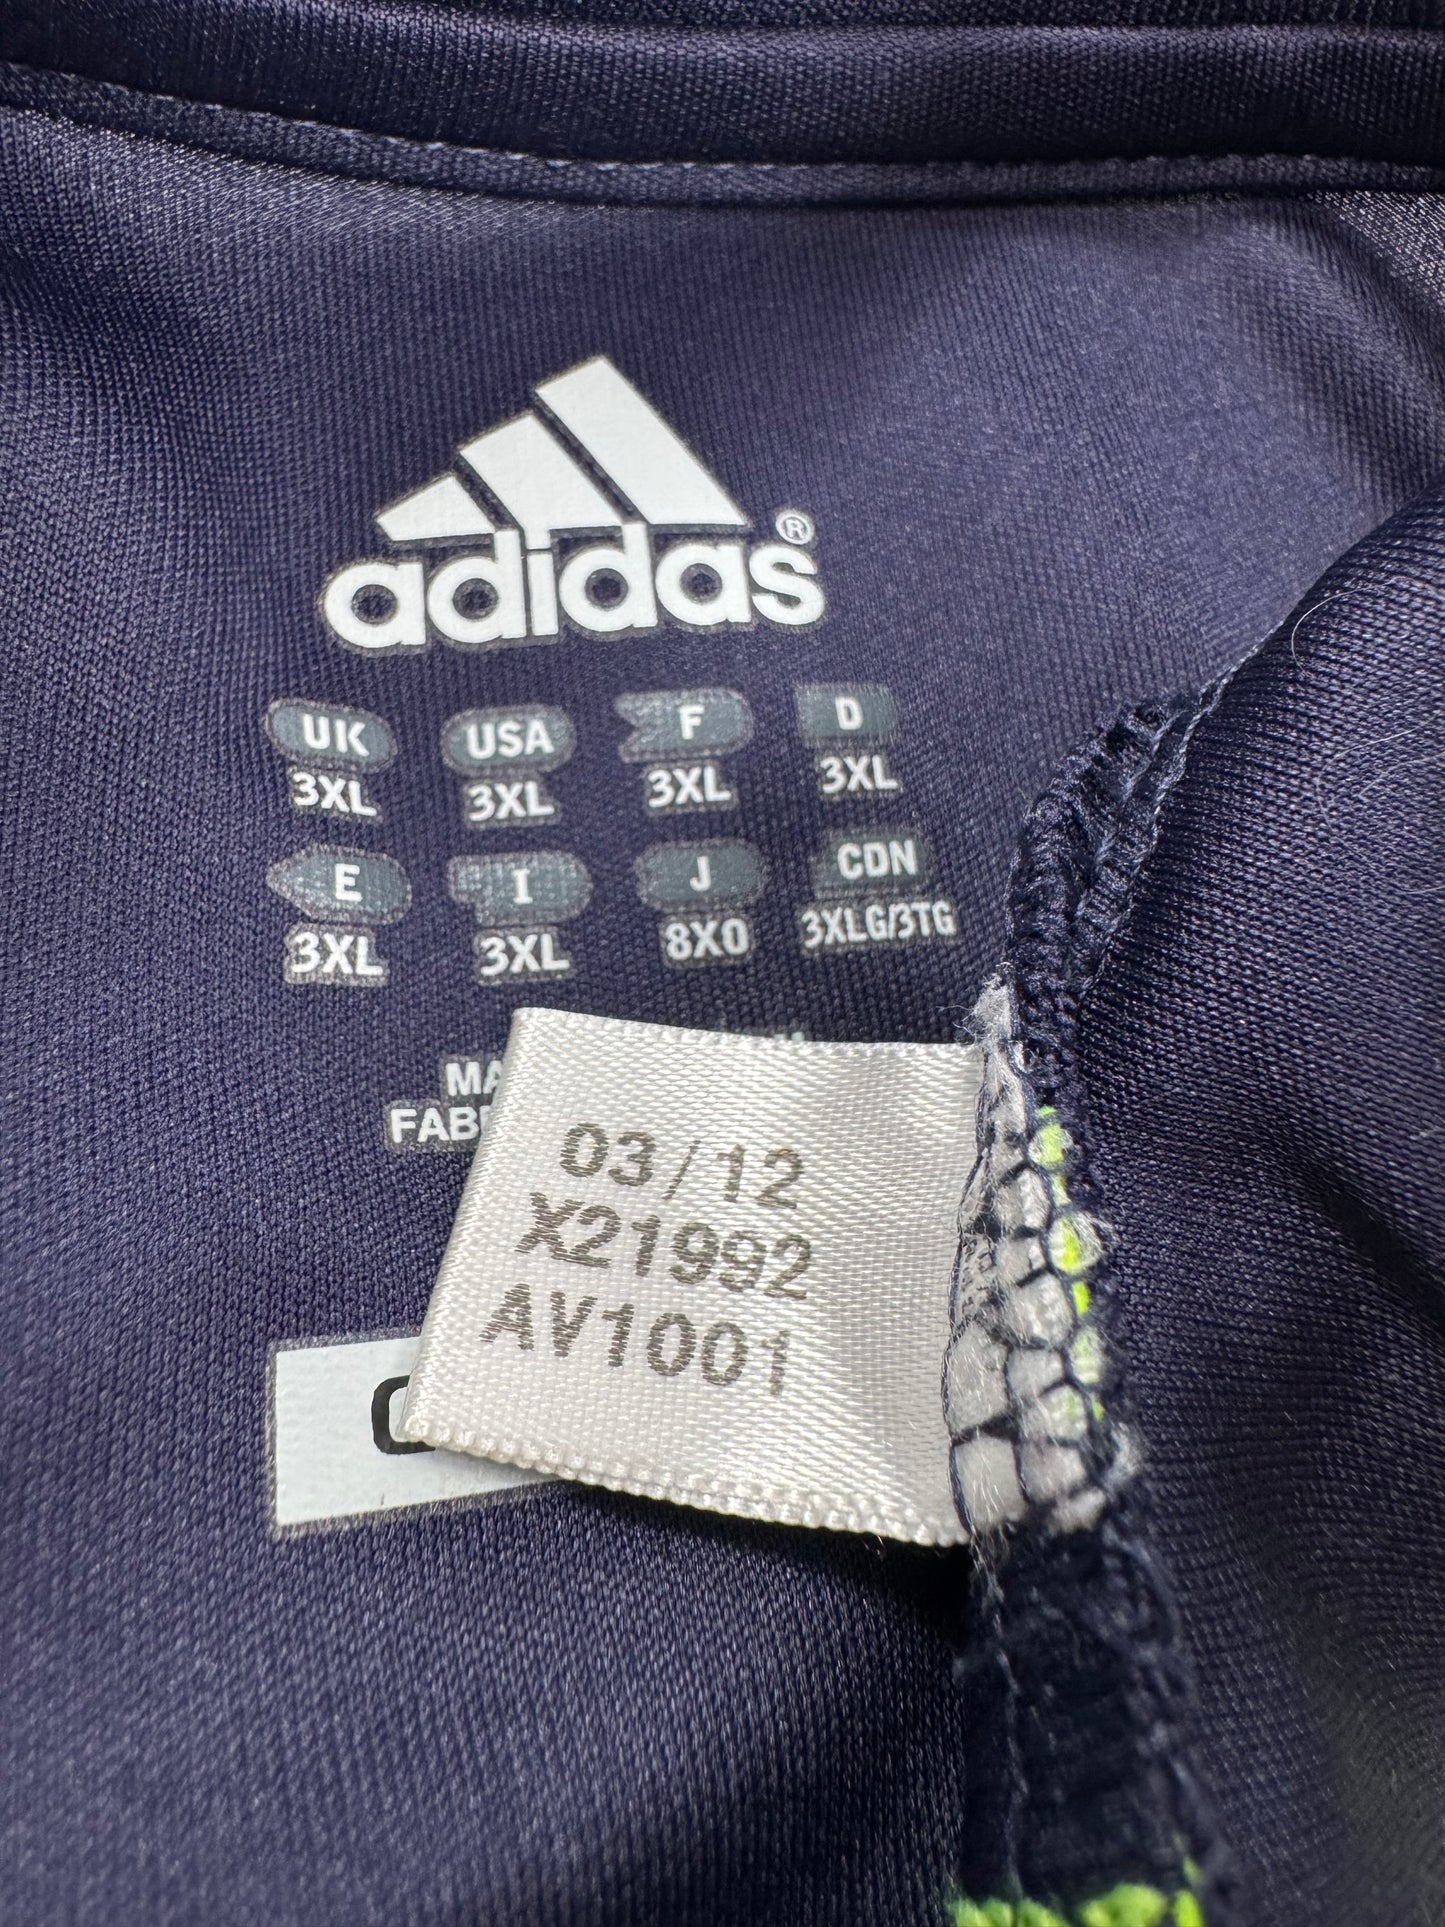 adidas®
UK USA F D
3XL 3XL 3XL 3XL
E I J CDN
3XL 3XL 8XO 3XLG/3TG
03/12
X21992
AV1001